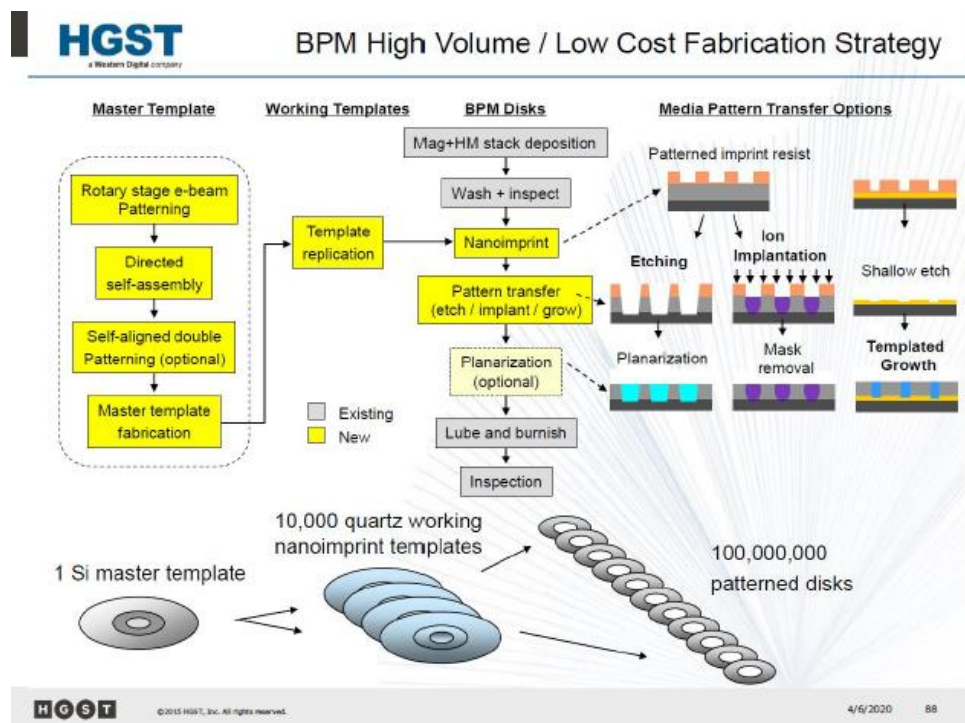 HGST
a Western Digital company
BPM High Volume / Low Cost Fabrication Strategy
Master Template
Working Templates
BPM Disks
Media Pattern Transfer Options
Rotary stage e-beam
Patterning
Directed
self-assembly
Self-aligned double
Patterning (optional)
Master template
fabrication
Template
replication
Mag+HM stack deposition
Wash + inspect
Nanoimprint
Pattern transfer
(etch / implant / grow)
Planarization
(optional)
Lube and burnish
Inspection
Existing
New
Patterned imprint resist
Etching
Ion
Implantation
Shallow etch
Planarization
Mask
removal
Templated
Growth
1 Si master template
10,000 quartz working
nanoimprint templates
100,000,000
patterned disks
HGST
©2015 HGST, Inc. All rights reserved.
4/6/2020
88